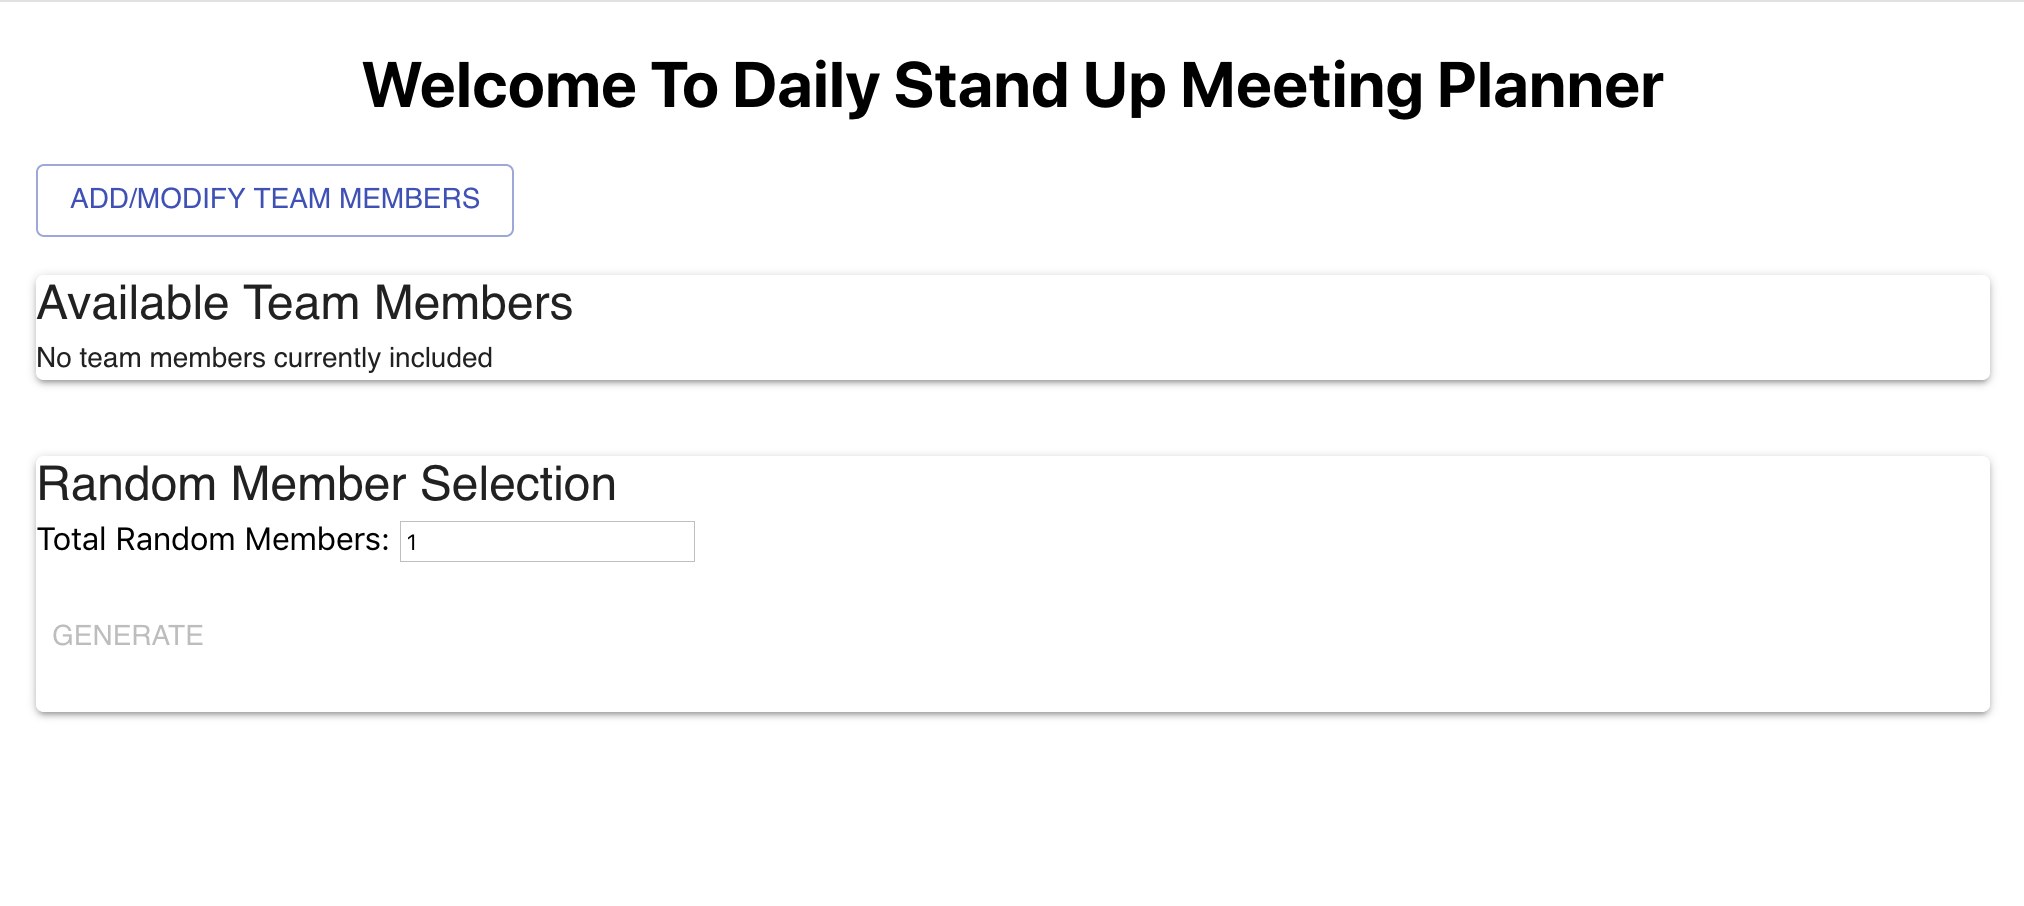 Welcome To Daily Stand Up Meeting Planner
ADD/MODIFY TEAM MEMBERS
Available Team Members
No team members currently included
Random Member Selection
Total Random Members: 1
GENERATE